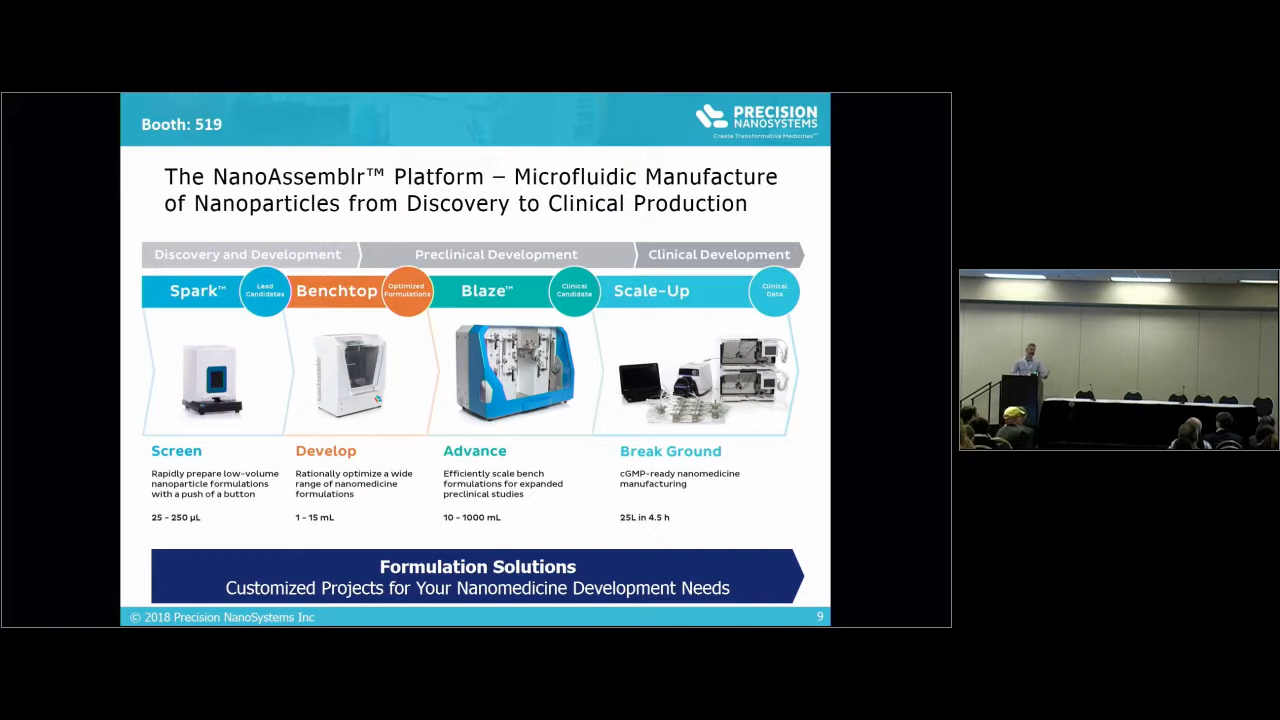 Booth: 519
PRECISION
NANOSYSTEMS
Create Transformative Medicines™
The NanoAssemblr™ Platform – Microfluidic Manufacture
of Nanoparticles from Discovery to Clinical Production
Discovery and Development
Preclinical Development
Clinical Development
Spark™
Lead
Candidates
Benchtop
Optimized
Formulations
Blaze™
Clinical
Candidate
Scale-Up
Clinical
Data
Screen
Rapidly prepare low-volume
nanoparticle formulations
with a push of a button
25 – 250 µL
Develop
Rationally optimize a wide
range of nanomedicine
formulations
1 - 15 mL
Advance
Efficiently scale bench
formulations for expanded
preclinical studies
10 - 1000 mL
Break Ground
cGMP-ready nanomedicine
manufacturing
25L in 4.5 h
Formulation Solutions
Customized Projects for Your Nanomedicine Development Needs
© 2018 Precision NanoSystems Inc
9